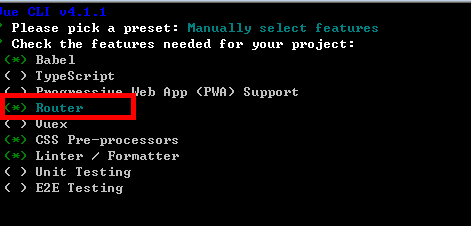 Vue CLI v4.1.1
* Please pick a preset: Manually select features
* Check the features needed for your project:
(*) Babel
( ) TypeScript
( ) Progressive Web App (PWA) Support
(*) Router
( ) Vuex
(*) CSS Pre-processors
(*) Linter / Formatter
( ) Unit Testing
( ) E2E Testing